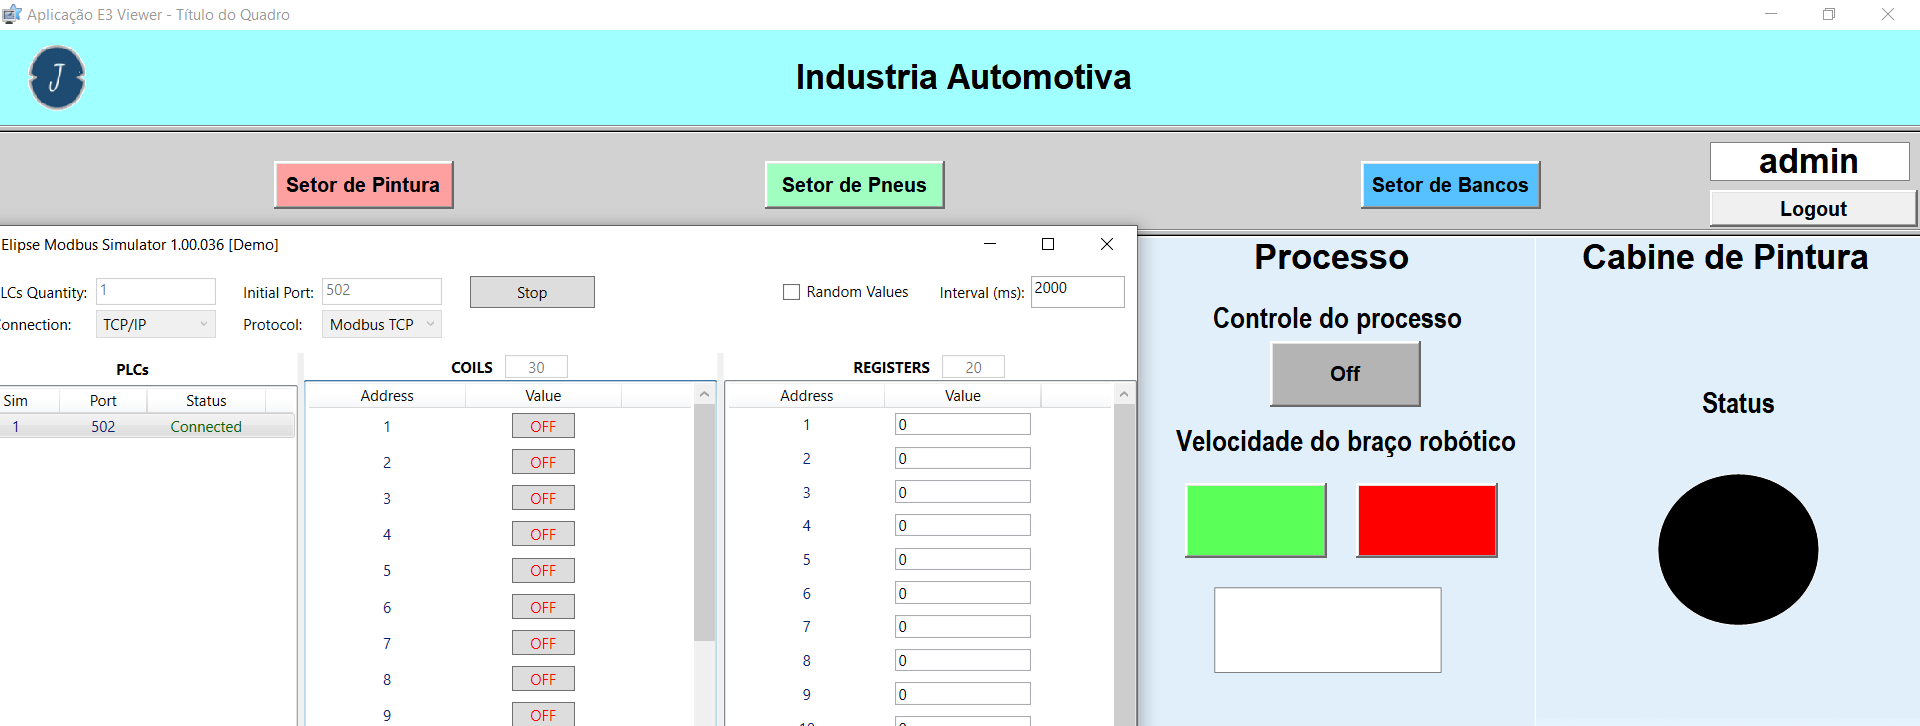 Aplicação E3 Viewer - Título do Quadro
J
Industria Automotiva
Setor de Pintura
Setor de Pneus
Setor de Bancos
admin
Logout
Elipse Modbus Simulator 1.00.036 [Demo]
LCs Quantity: 1
Initial Port: 502
Stop
Random Values
Interval (ms): 2000
onnection: TCP/IP
Protocol: Modbus TCP
PLCs
COILS 30
REGISTERS 20
Sim Port Status
1 502 Connected
Address Value
1 OFF
2 OFF
3 OFF
4 OFF
5 OFF
6 OFF
7 OFF
8 OFF
9 OFF
Address Value
1 0
2 0
3 0
4 0
5 0
6 0
7 0
8 0
9 0
Processo
Controle do processo
Off
Velocidade do braço robótico
Cabine de Pintura
Status